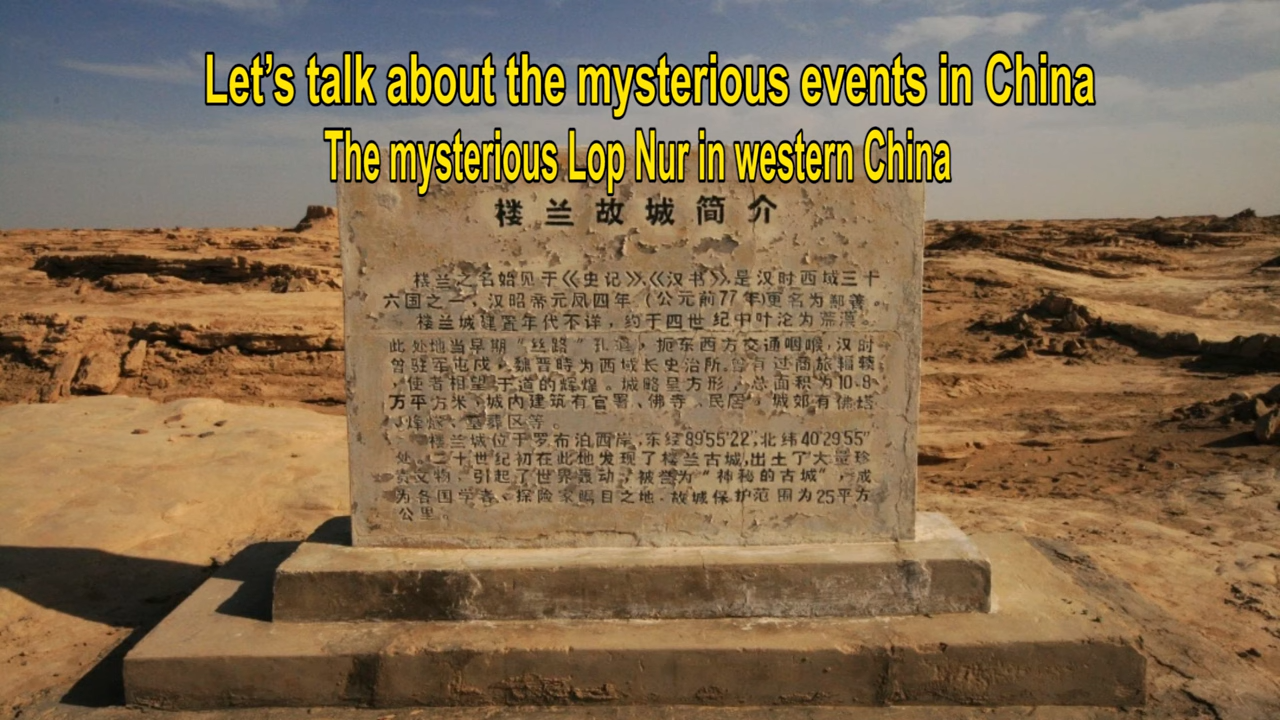 Let’s talk about the mysterious events in China
The mysterious Lop Nur in western China
楼兰故城简介
楼兰之名始见于《史记》、《汉书》，是汉时西域三十
六国之一，汉昭帝元凤四年（公元前77年）更名为鄯善。
楼兰城建置年代不详，约于四世纪中叶沦为荒漠。
此处地当早期“丝路”孔道，扼东西方交通咽喉，汉时
曾驻军屯戍，魏晋時为西域长史治所。曾有过商旅辐辏
，使者相望于道的辉煌。城略呈方形，总面积为10.8
万平方米，城内建筑有官署、佛寺、民居，城郊有佛塔
、烽燧、墓葬区等。
楼兰城位于罗布泊西岸，东经89°55′22″，北纬40°29′55″
处。二十世纪初在此地发现了楼兰古城，出土了大量珍
贵文物，引起了世界轰动，被誉为“神秘的古城”，成
为各国学者、探险家瞩目之地。故城保护范围为25平方
公里。